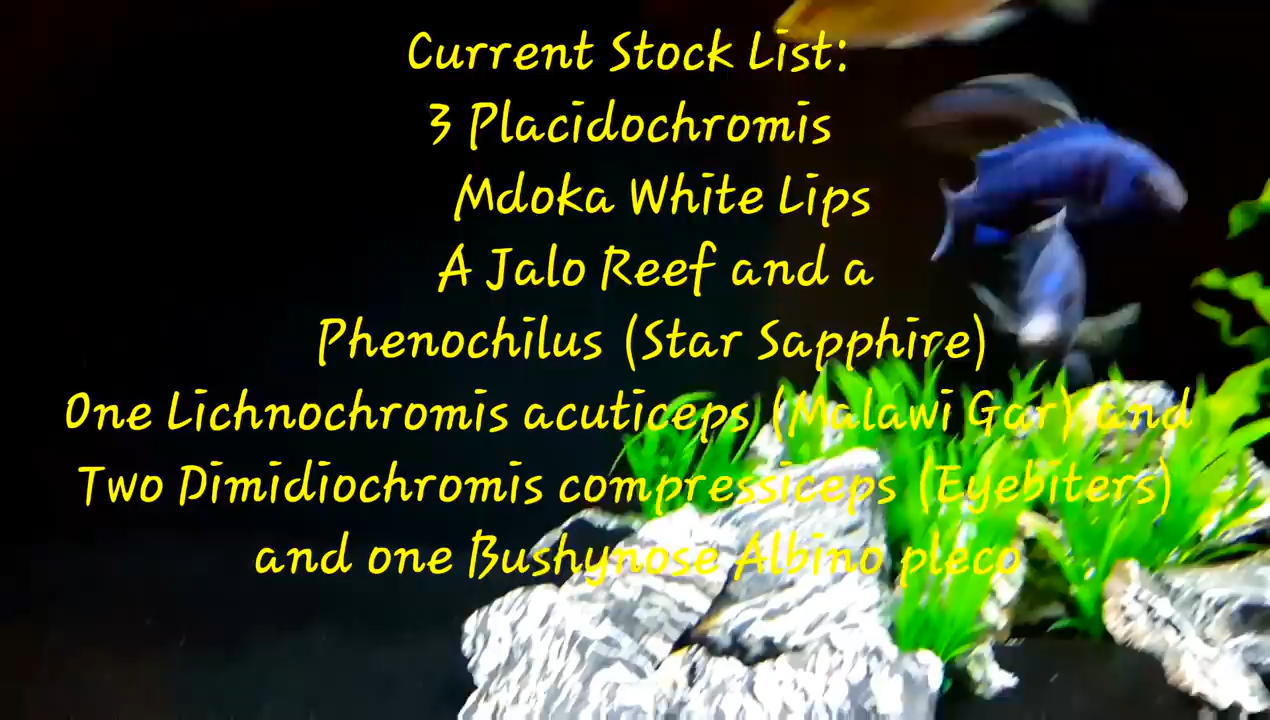 Current Stock List:
3 Placidochromis
Mdoka White Lips
A Jalo Reef and a
Phenochilus (Star Sapphire)
One Lichnochromis acuticeps (Malawi Gar) and
Two Dimidiochromis compressiceps (Eyebiters)
and one Bushynose Albino pleco